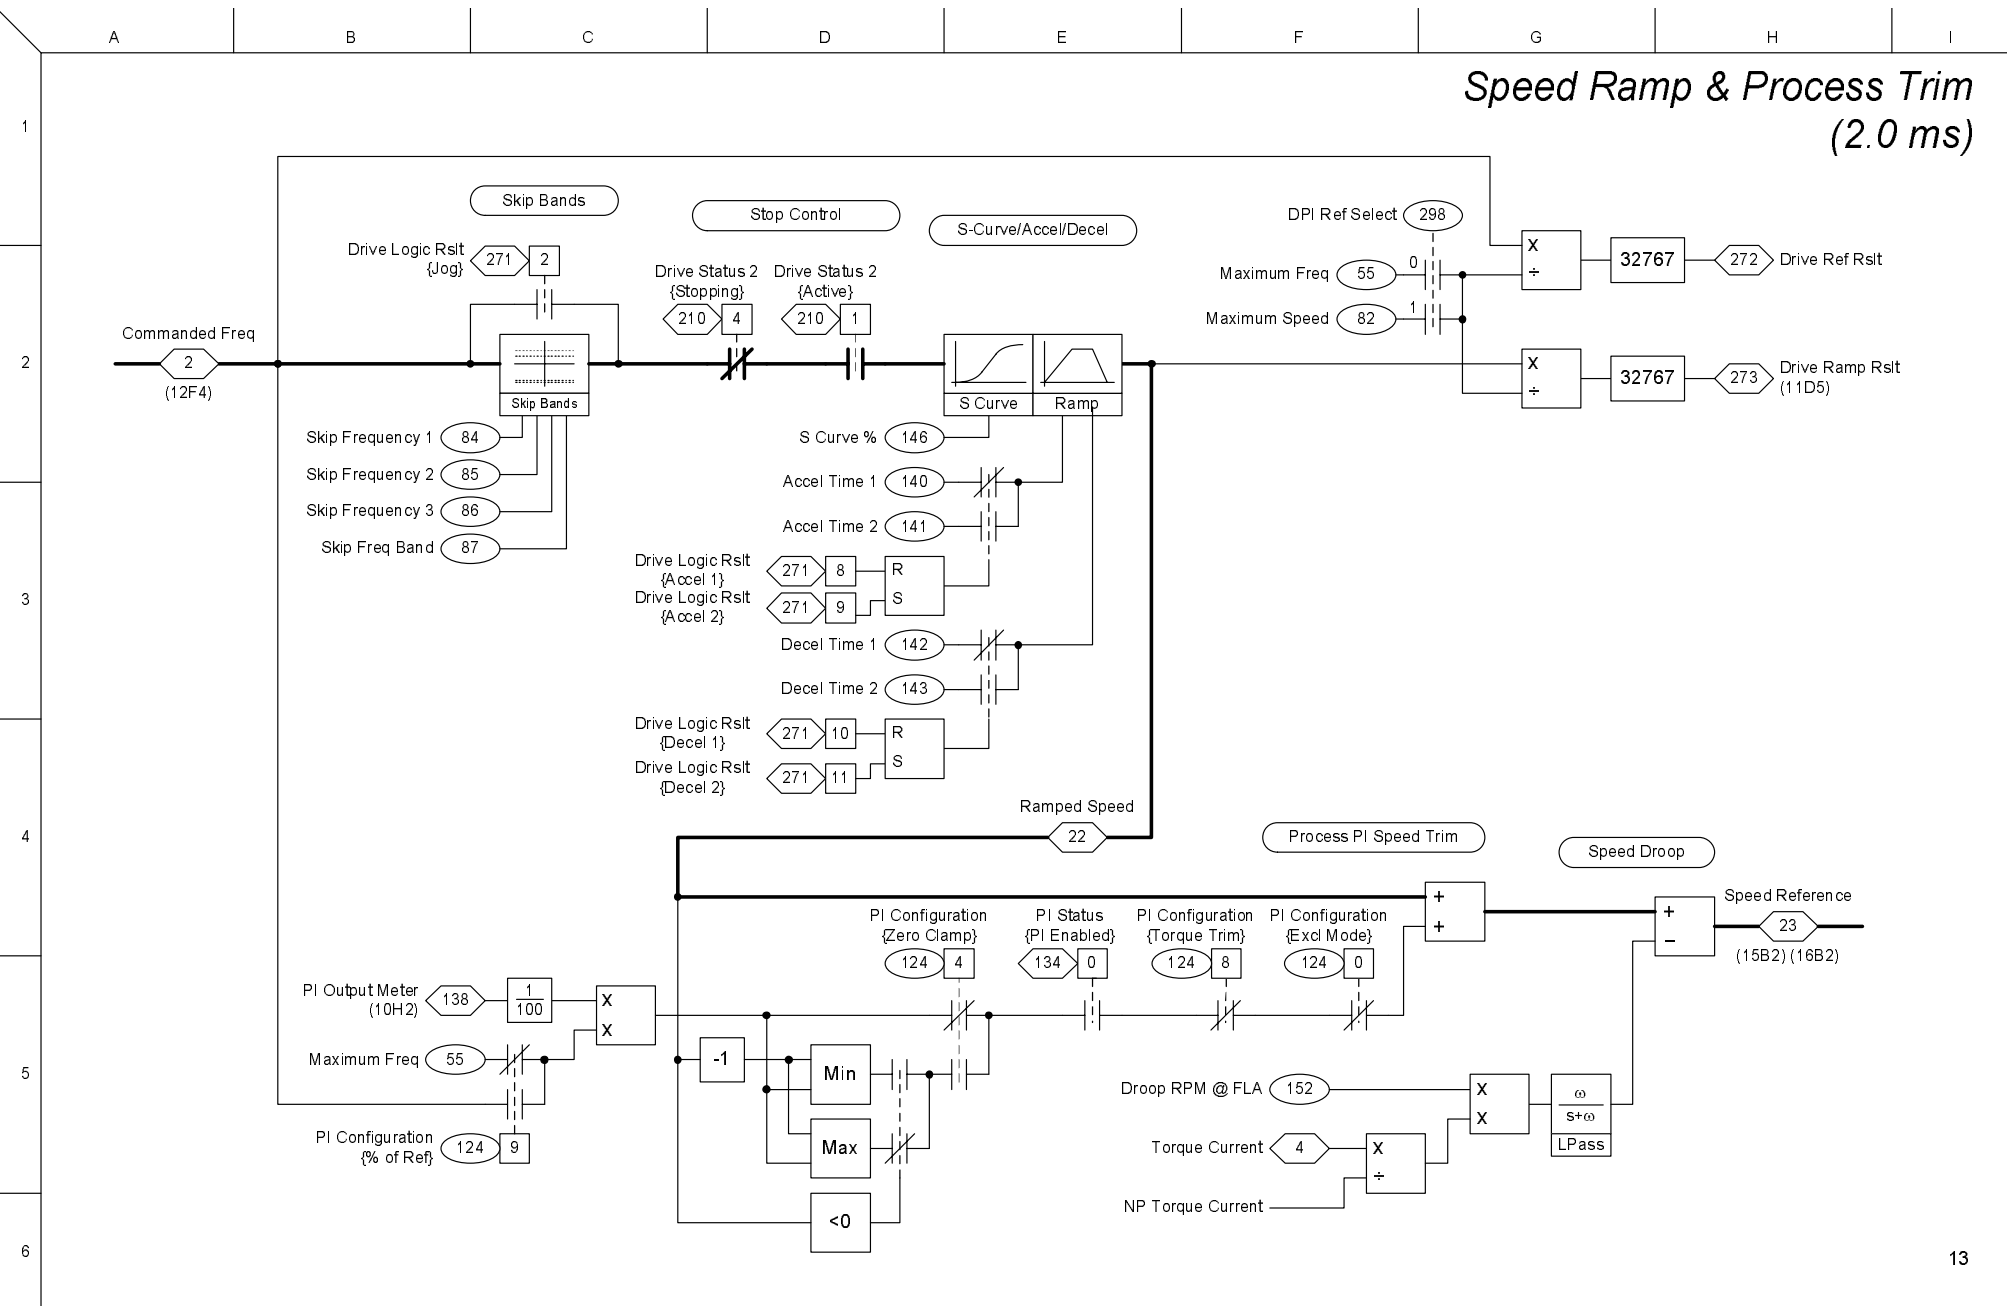 A B C D E F G H I
Speed Ramp & Process Trim
(2.0 ms)
1
Skip Bands
Stop Control
S-Curve/Accel/Decel
DPI Ref Select 298
Drive Logic Rslt
{Jog}
271 2
Drive Status 2
{Stopping}
210 4
Drive Status 2
{Active}
210 1
Maximum Freq 55 0
Maximum Speed 82 1
X
÷
32767
272 Drive Ref Rslt
2
Commanded Freq
2
(12F4)
Skip Bands
S Curve
Ramp
X
÷
32767
273 Drive Ramp Rslt
(11D5)
Skip Frequency 1 84
Skip Frequency 2 85
Skip Frequency 3 86
Skip Freq Band 87
S Curve % 146
Accel Time 1 140
Accel Time 2 141
3
Drive Logic Rslt
{Accel 1}
271 8
R
Drive Logic Rslt
{Accel 2}
271 9
S
Decel Time 1 142
Decel Time 2 143
Drive Logic Rslt
{Decel 1}
271 10
R
Drive Logic Rslt
{Decel 2}
271 11
S
4
Ramped Speed
22
Process PI Speed Trim
Speed Droop
+
+
+
−
Speed Reference
23
(15B2) (16B2)
PI Configuration
{Zero Clamp}
124 4
PI Status
{PI Enabled}
134 0
PI Configuration
{Torque Trim}
124 8
PI Configuration
{Excl Mode}
124 0
5
PI Output Meter
(10H2)
138
1
100
X
X
Maximum Freq 55
PI Configuration
{% of Ref}
124 9
-1
Min
Max
<0
Droop RPM @ FLA 152
X
X
ω
s+ω
LPass
Torque Current 4
X
÷
NP Torque Current
6
13